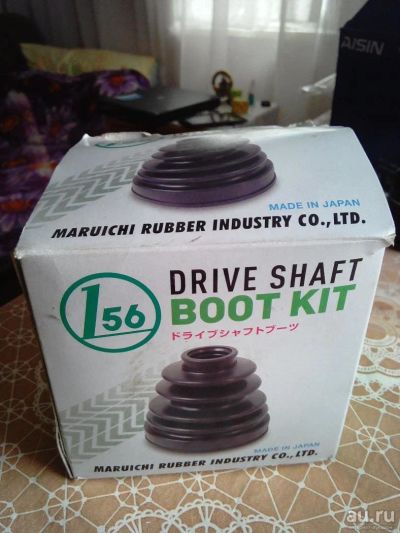 AISIN
MADE IN JAPAN
MARUICHI RUBBER INDUSTRY CO.,LTD.
156
DRIVE SHAFT
BOOT KIT
ドライブシャフトブーツ
MADE IN JAPAN
MARUICHI RUBBER INDUSTRY CO.,LTD.
au.ru